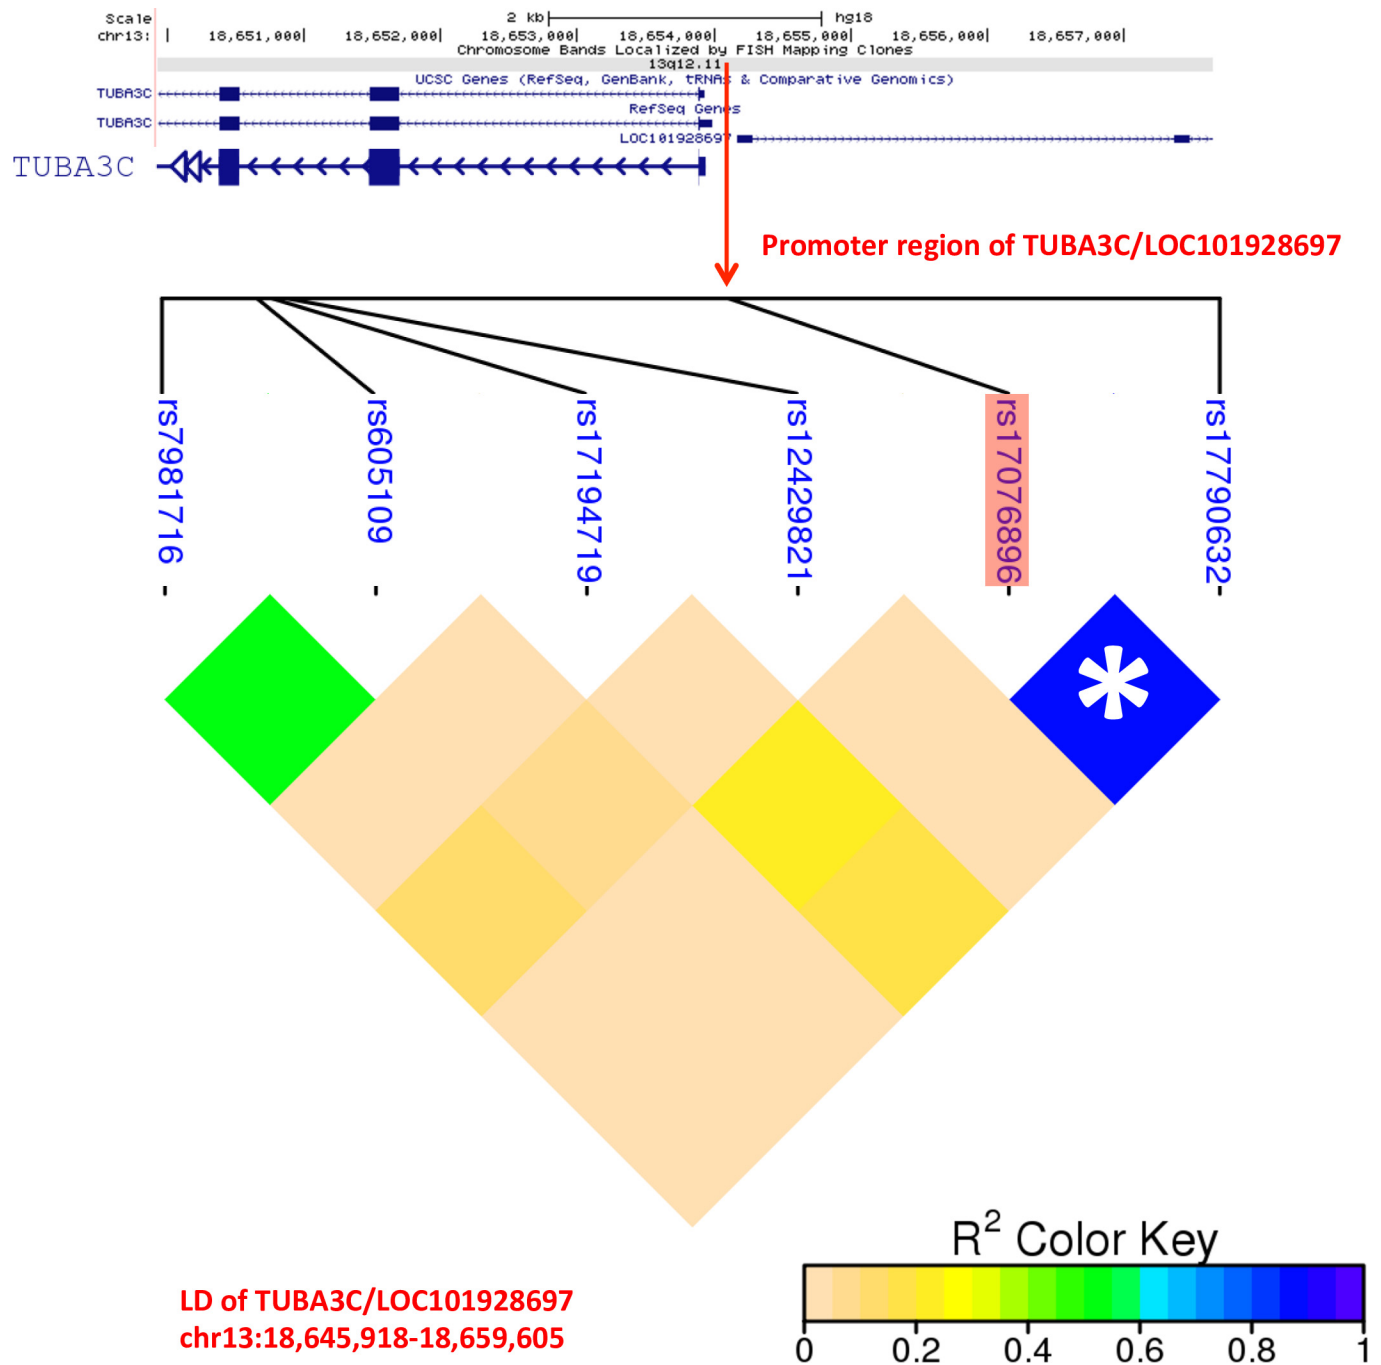 Scale 2 kb hg18
chr13: 18,651,000 18,652,000 18,653,000 18,654,000 18,655,000 18,656,000 18,657,000
Chromosome Bands Localized by FISH Mapping Clones
13q12.11
UCSC Genes (RefSeq, GenBank, tRNAs & Comparative Genomics)
TUBA3C
RefSeq Genes
TUBA3C
LOC101928697
TUBA3C
Promoter region of TUBA3C/LOC101928697
rs7981716
rs605109
rs17194719
rs12429821
rs17076896
rs17790632
*
R² Color Key
0 0.2 0.4 0.6 0.8 1
LD of TUBA3C/LOC101928697
chr13:18,645,918-18,659,605